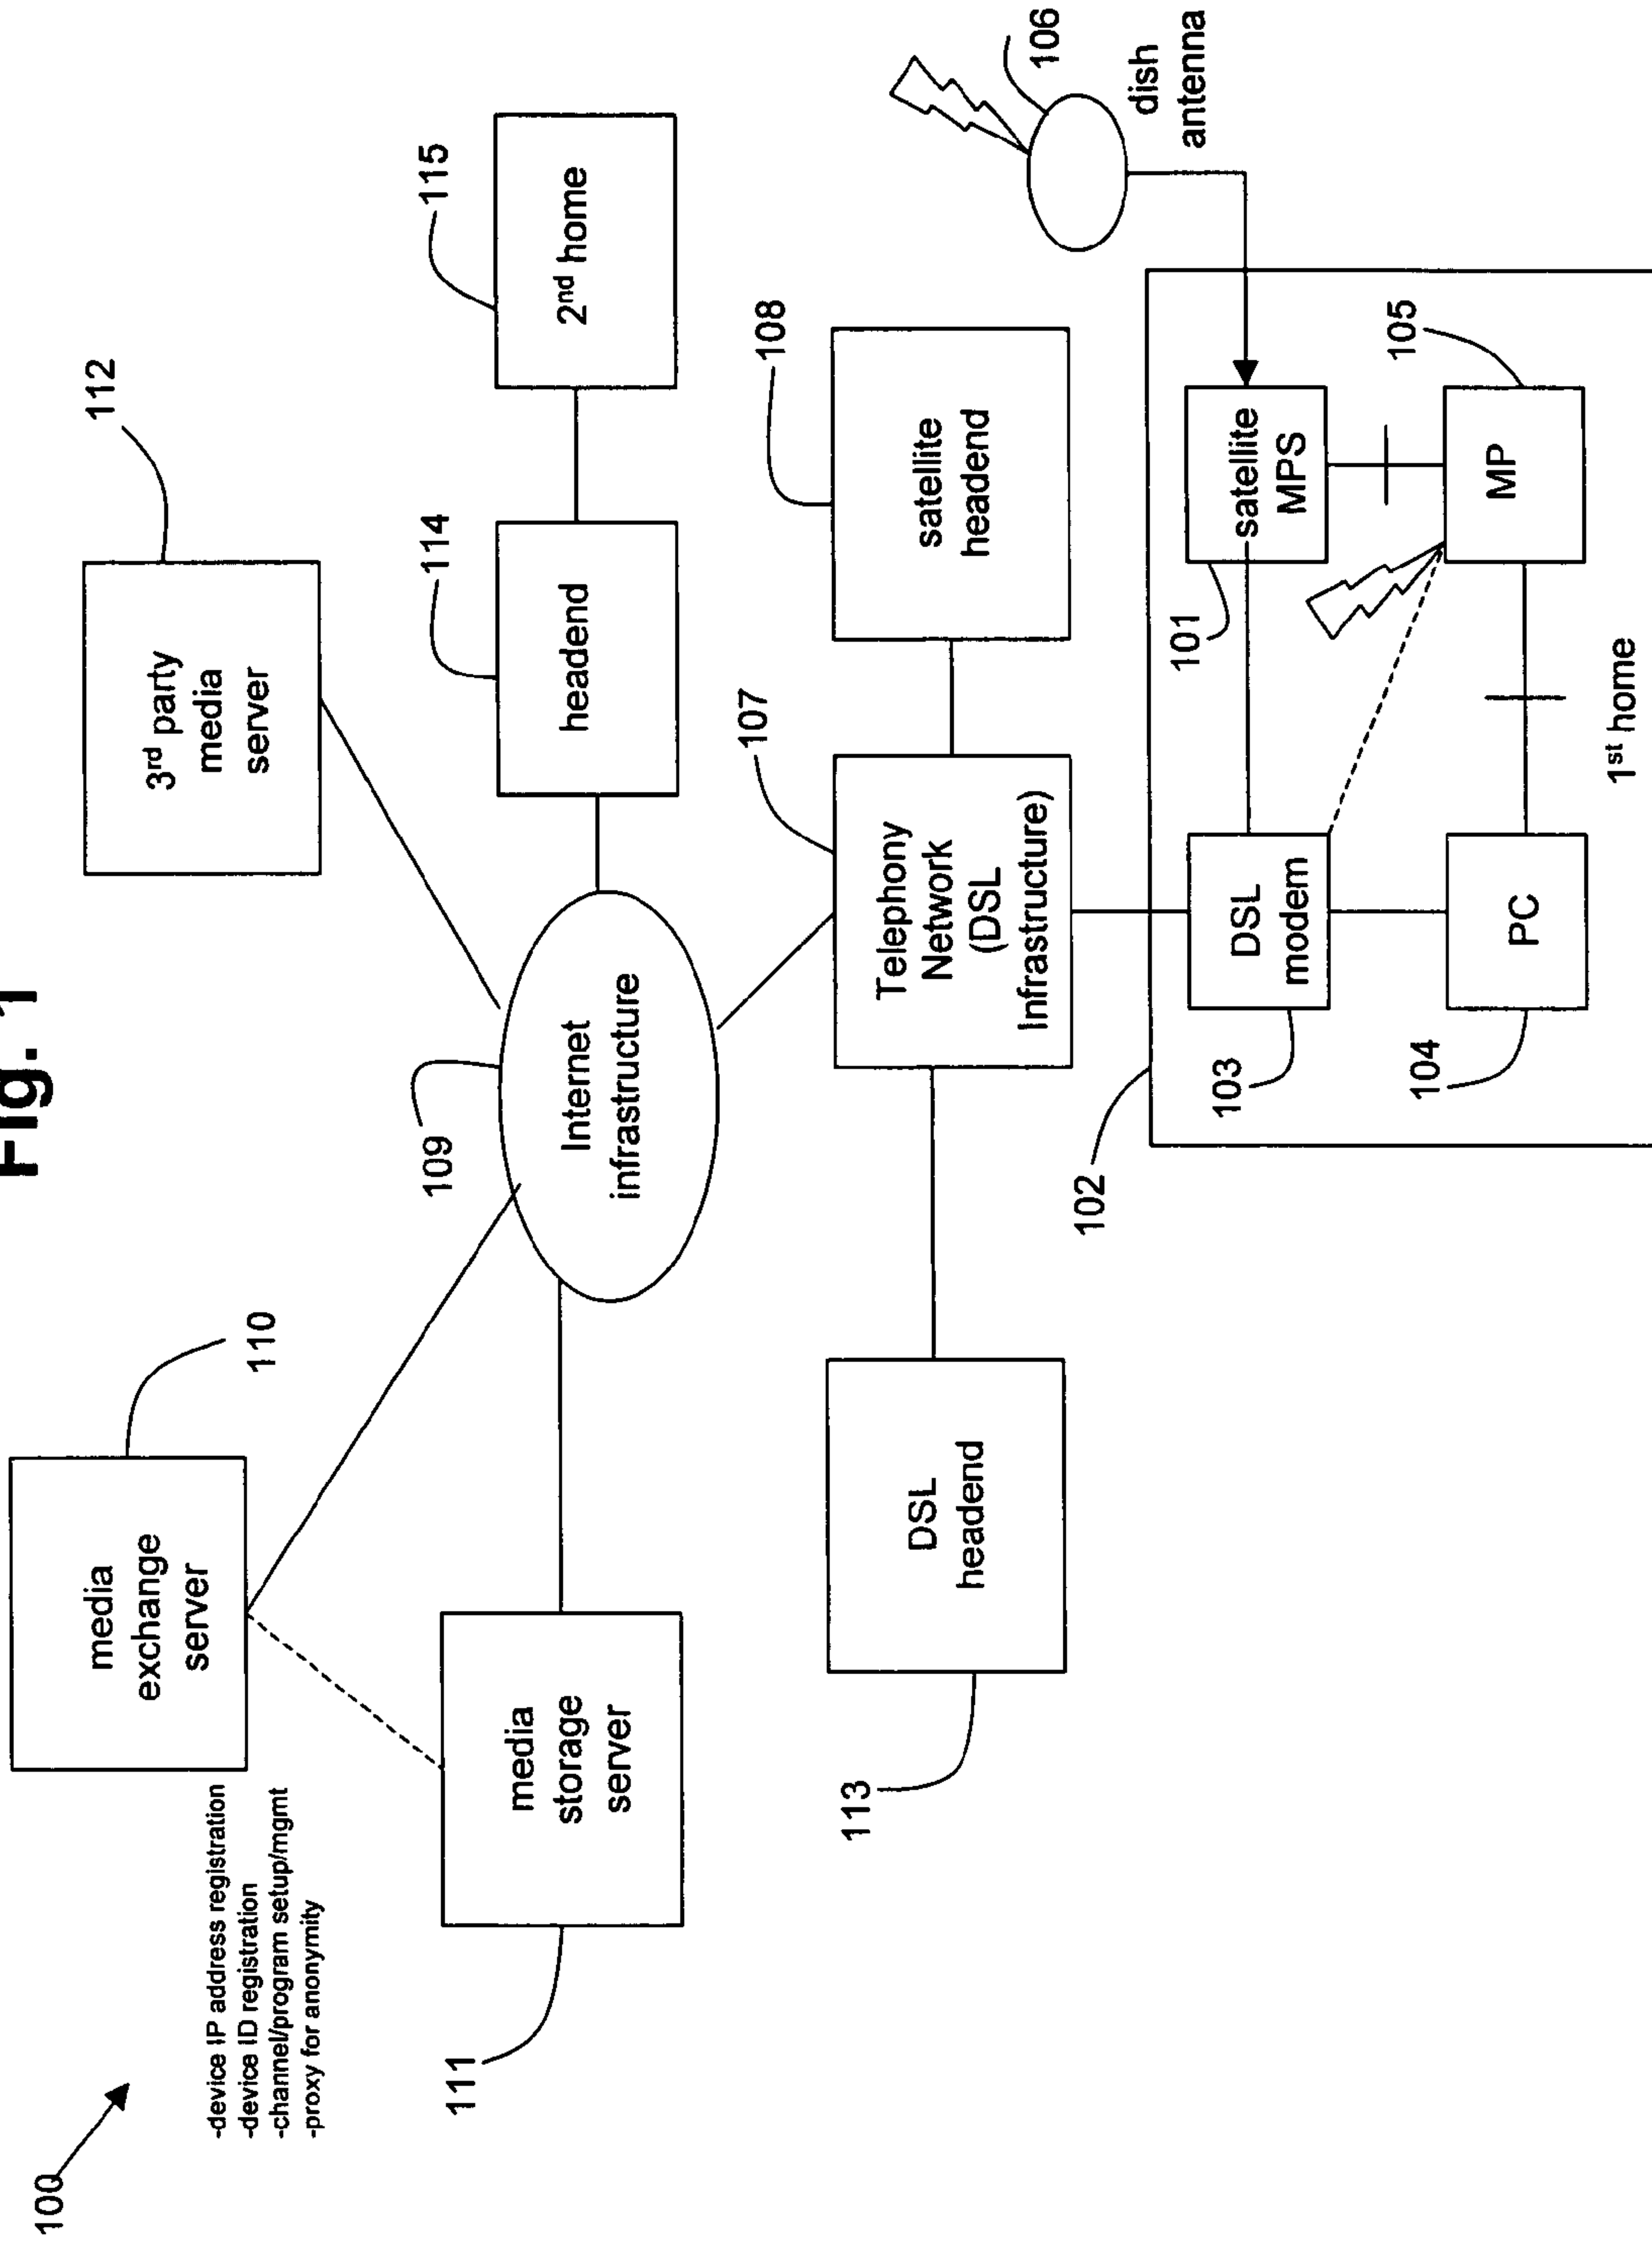 Fig. 1
100
-device IP address registration
-device ID registration
-channel/program setup/mgmt
-proxy for anonymity
media
exchange
server
110
3rd party
media
server
112
111
media
storage
server
109
Internet
infrastructure
114
headend
115
2nd home
113
DSL
headend
107
Telephony
Network
(DSL
Infrastructure)
108
satellite
headend
106
dish
antenna
102
103
DSL
modem
101
satellite
MPS
104
PC
105
MP
1st home